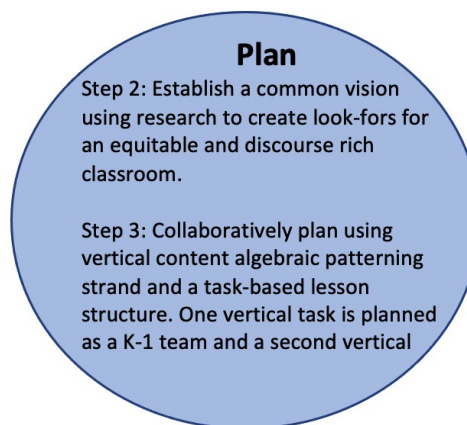 Plan
Step 2: Establish a common vision
using research to create look-fors for
an equitable and discourse rich
classroom.
Step 3: Collaboratively plan using
vertical content algebraic patterning
strand and a task-based lesson
structure. One vertical task is planned
as a K-1 team and a second vertical